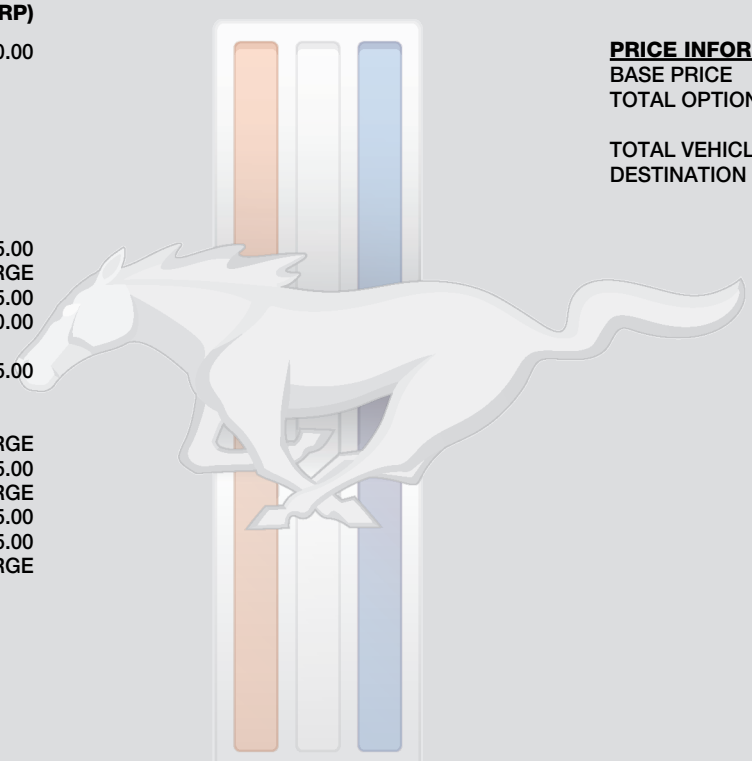 RP)
0.00
5.00
RGE
5.00
0.00
5.00
RGE
5.00
RGE
5.00
5.00
RGE
PRICE INFOR
BASE PRICE
TOTAL OPTION
TOTAL VEHICL
DESTINATION